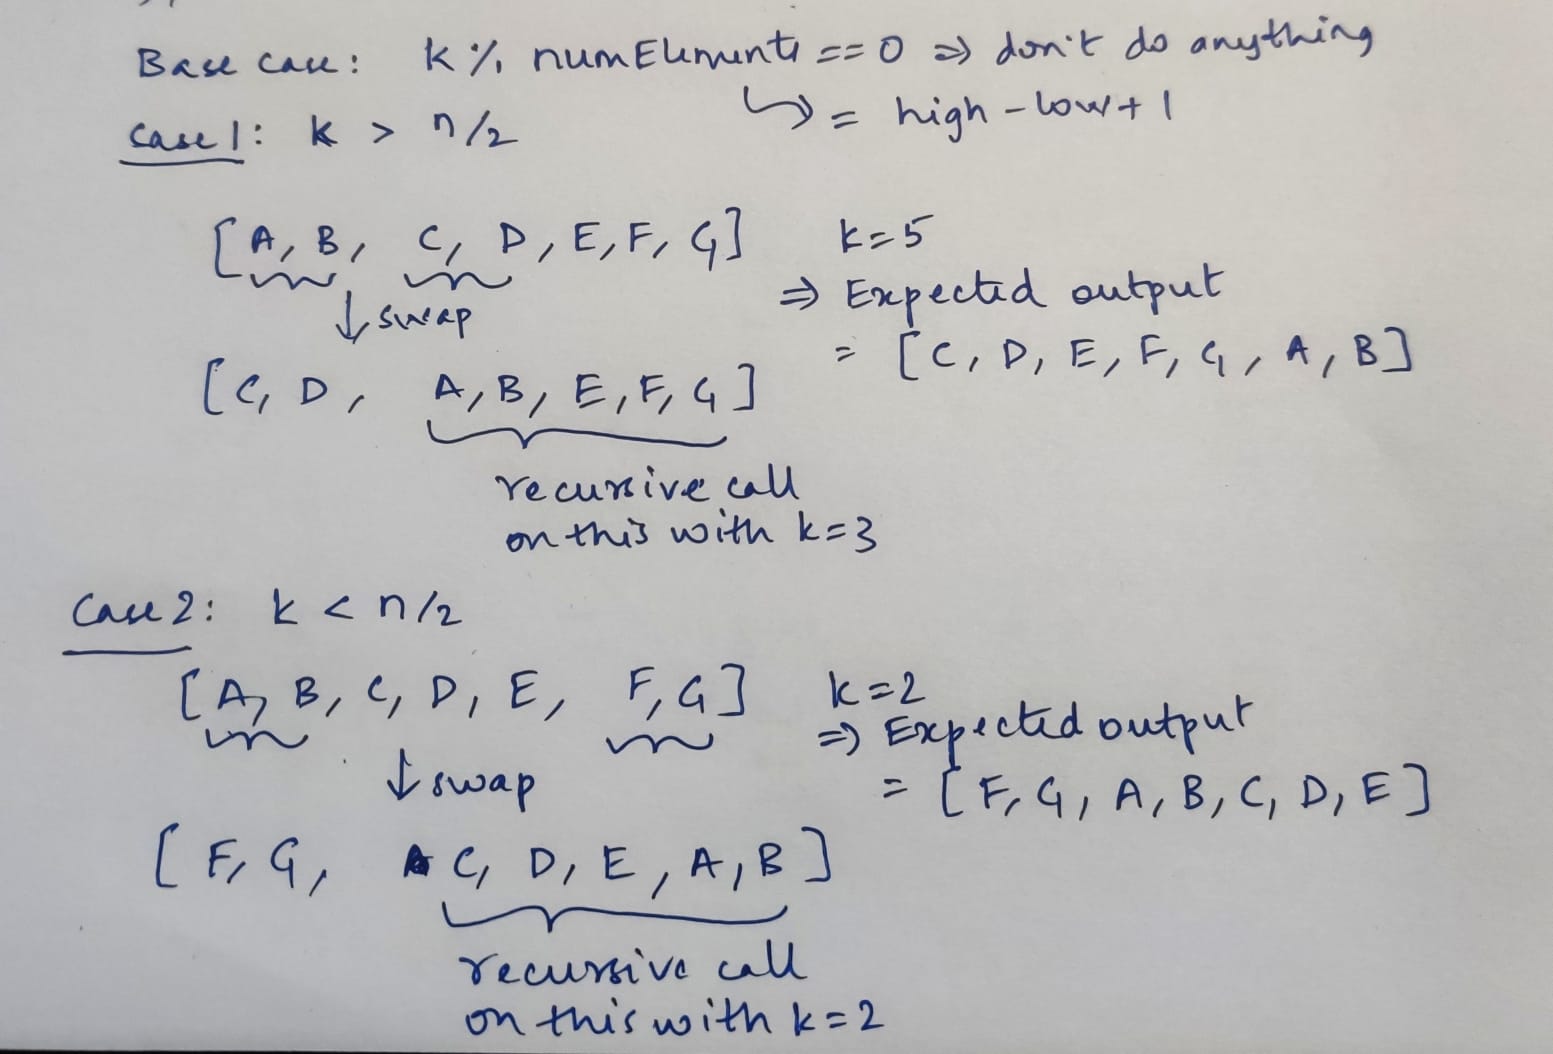 Base case: k % numElements == 0 ⇒ don't do anything
↳ = high - low + 1
Case 1: k > n/2
[A, B, C, D, E, F, G] k=5
⇒ Expected output
= [C, D, E, F, G, A, B]
↓ swap
[C, D, A, B, E, F, G]
recursive call
on this with k=3
Case 2: k < n/2
[A, B, C, D, E, F, G] k=2
⇒ Expected output
= [F, G, A, B, C, D, E]
↓ swap
[F, G, C, D, E, A, B]
recursive call
on this with k=2